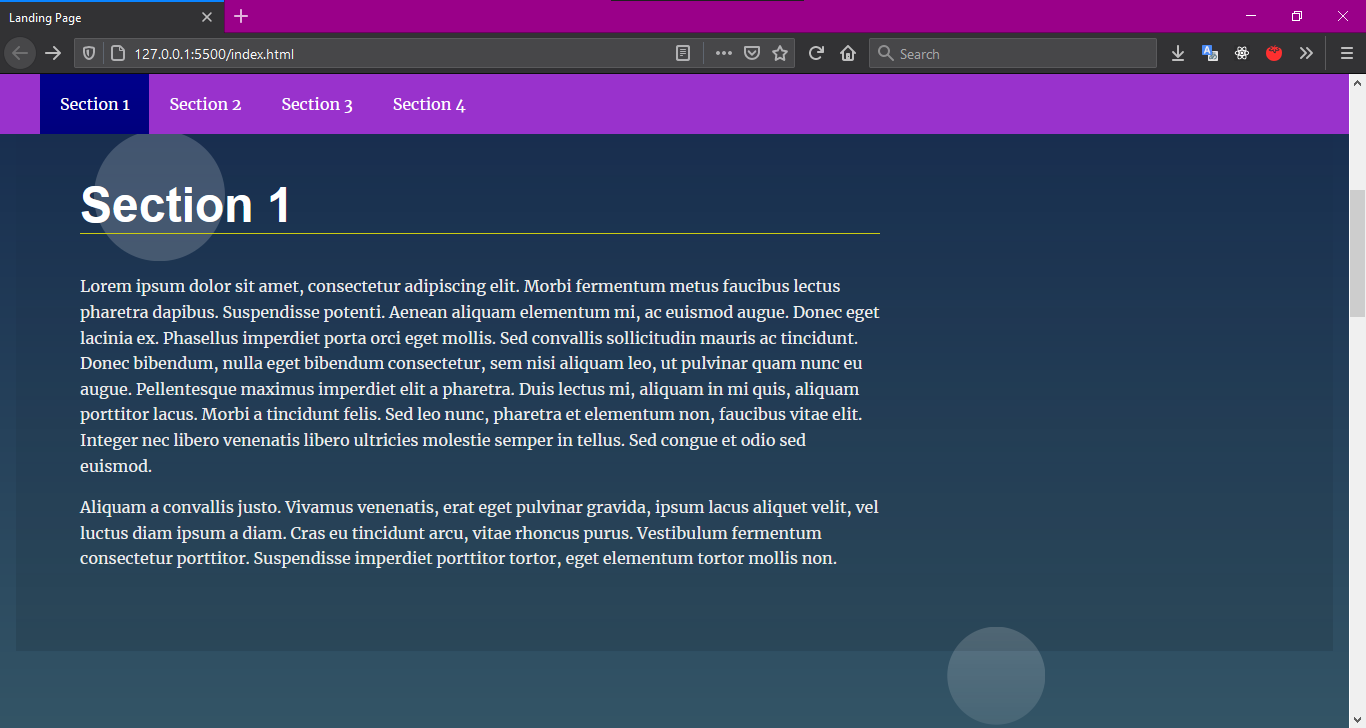 Landing Page
127.0.0.1:5500/index.html
Search
Section 1
Section 2
Section 3
Section 4
Section 1
Lorem ipsum dolor sit amet, consectetur adipiscing elit. Morbi fermentum metus faucibus lectus
pharetra dapibus. Suspendisse potenti. Aenean aliquam elementum mi, ac euismod augue. Donec eget
lacinia ex. Phasellus imperdiet porta orci eget mollis. Sed convallis sollicitudin mauris ac tincidunt.
Donec bibendum, nulla eget bibendum consectetur, sem nisi aliquam leo, ut pulvinar quam nunc eu
augue. Pellentesque maximus imperdiet elit a pharetra. Duis lectus mi, aliquam in mi quis, aliquam
porttitor lacus. Morbi a tincidunt felis. Sed leo nunc, pharetra et elementum non, faucibus vitae elit.
Integer nec libero venenatis libero ultricies molestie semper in tellus. Sed congue et odio sed
euismod.
Aliquam a convallis justo. Vivamus venenatis, erat eget pulvinar gravida, ipsum lacus aliquet velit, vel
luctus diam ipsum a diam. Cras eu tincidunt arcu, vitae rhoncus purus. Vestibulum fermentum
consectetur porttitor. Suspendisse imperdiet porttitor tortor, eget elementum tortor mollis non.